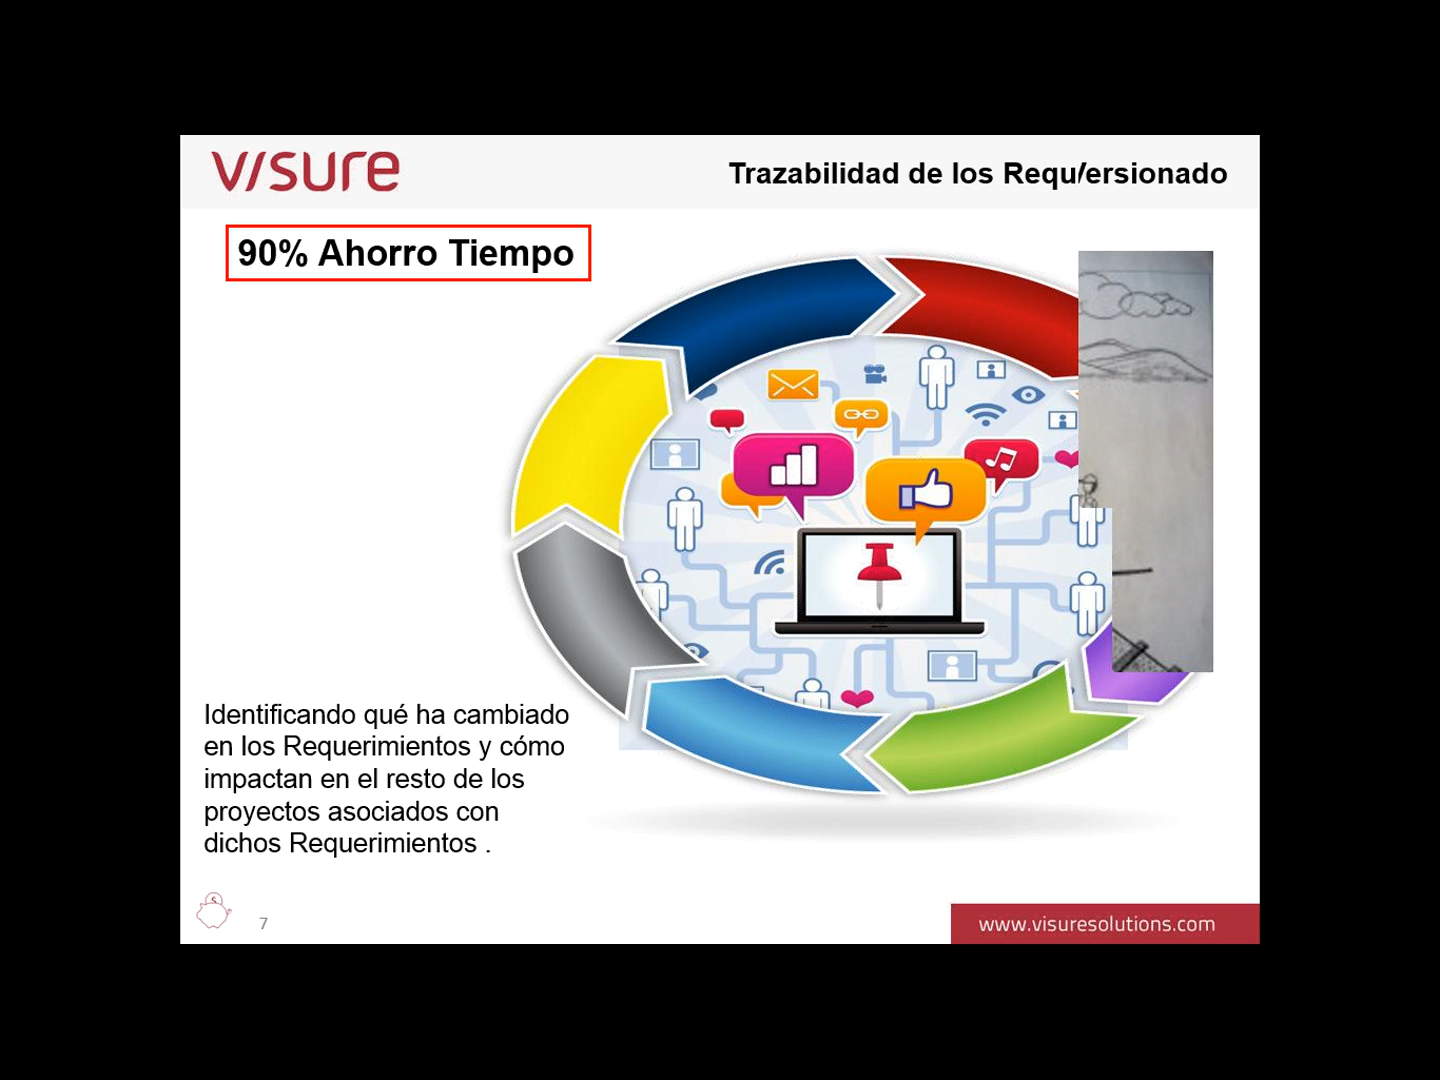 visure
Trazabilidad de los Requ/ersionado
90% Ahorro Tiempo
Identificando qué ha cambiado
en los Requerimientos y cómo
impactan en el resto de los
proyectos asociados con
dichos Requerimientos .
7
www.visuresolutions.com